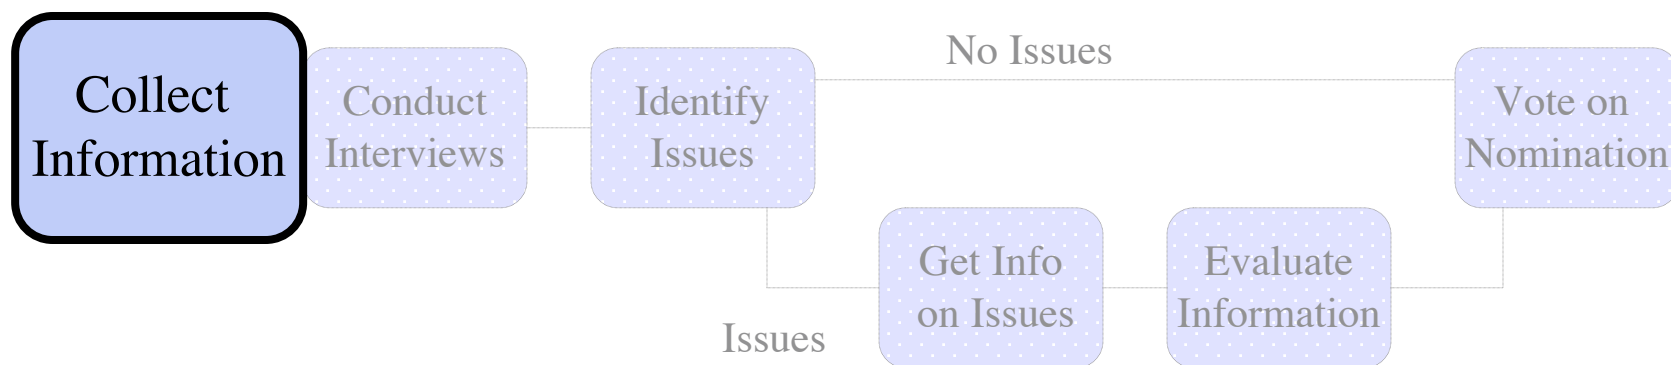 Collect
Information
Conduct
Interviews
Identify
Issues
No Issues
Vote on
Nomination
Issues
Get Info
on Issues
Evaluate
Information